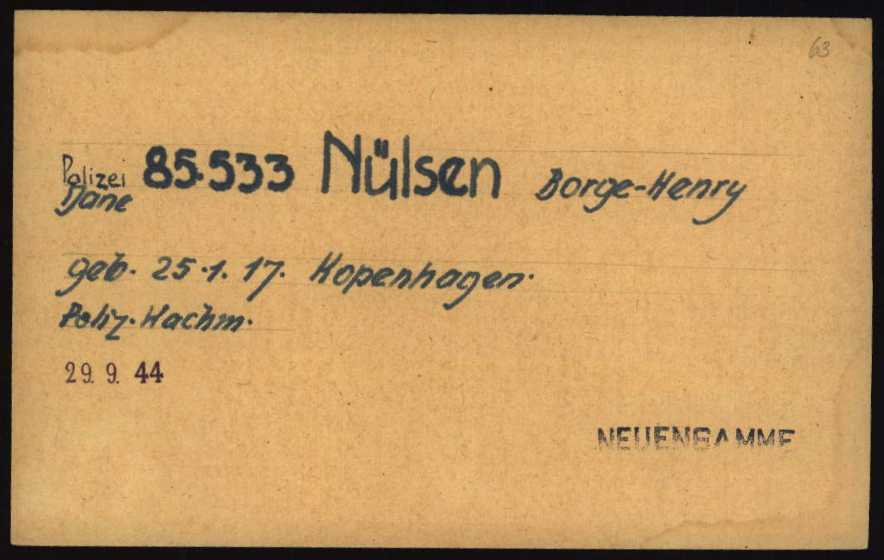 63
Polizei 85.533 Nülsen Borge-Henry
Däne
geb. 25.1.17. Kopenhagen.
Poliz.Wachm.
29. 9. 44
NEUENGAMME